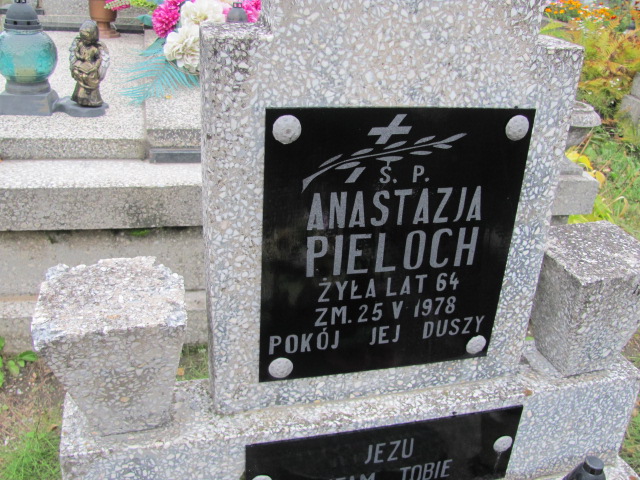 Ś. P.
ANASTAZJA
PIELOCH
ŻYŁA LAT 64
ZM. 25 V 1978
POKÓJ JEJ DUSZY
JEZU
TOBIE